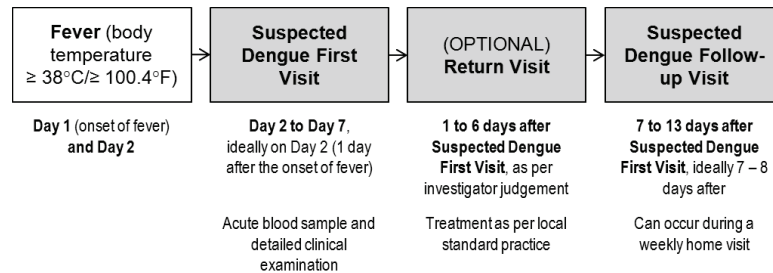 Fever (body
temperature
≥ 38°C/≥ 100.4°F)
Suspected
Dengue First
Visit
(OPTIONAL)
Return Visit
Suspected
Dengue Follow-
up Visit
Day 1 (onset of fever)
and Day 2
Day 2 to Day 7,
ideally on Day 2 (1 day
after the onset of fever)
1 to 6 days after
Suspected Dengue
First Visit, as per
investigator judgement
7 to 13 days after
Suspected Dengue
First Visit, ideally 7 – 8
days after
Acute blood sample and
detailed clinical
examination
Treatment as per local
standard practice
Can occur during a
weekly home visit